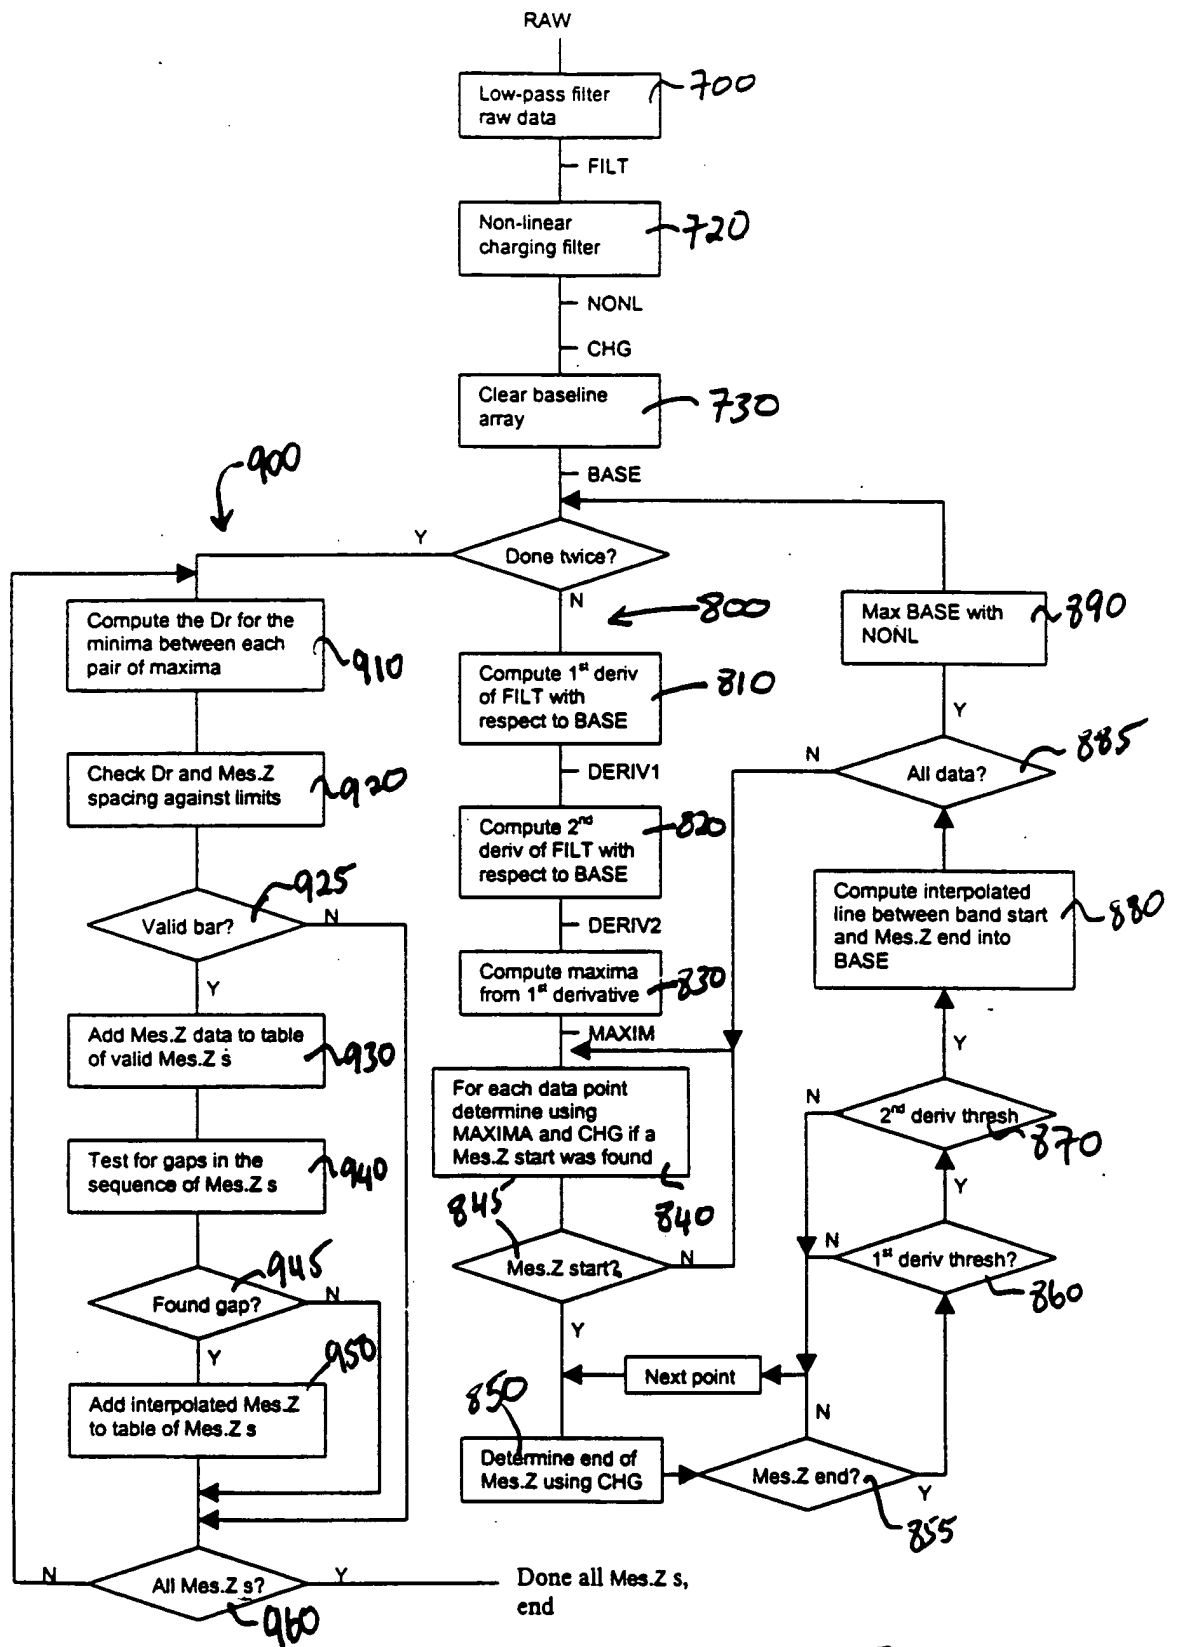 RAW
Low-pass filter
raw data
700
FILT
Non-linear
charging filter
720
NONL
CHG
Clear baseline
array
730
BASE
900
Y
Done twice?
N
800
Compute the Dr for the
minima between each
pair of maxima
910
Check Dr and Mes.Z
spacing against limits
920
925
Valid bar?
N
Y
Add Mes.Z data to table
of valid Mes.Z s
930
Test for gaps in the
sequence of Mes.Z s
940
945
Found gap?
N
Y
950
Add interpolated Mes.Z
to table of Mes.Z s
N
All Mes.Z s?
Y
960
Done all Mes.Z s,
end
Compute 1st deriv
of FILT with
respect to BASE
810
DERIV1
Compute 2nd
deriv of FILT with
respect to BASE
820
DERIV2
Compute maxima
from 1st derivative
830
MAXIM
For each data point
determine using
MAXIMA and CHG if a
Mes.Z start was found
840
845
Mes.Z start?
N
Y
Next point
850
Determine end of
Mes.Z using CHG
N
Mes.Z end?
Y
855
N
1st deriv thresh?
860
Y
N
2nd deriv thresh
870
Y
Compute interpolated
line between band start
and Mes.Z end into
BASE
880
N
All data?
885
Y
Max BASE with
NONL
890